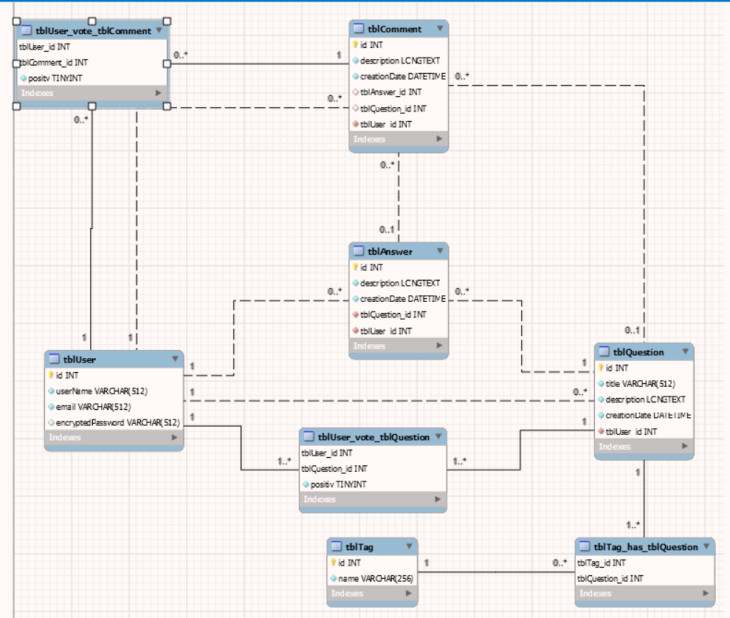 tblUser_vote_tblComment
tblUser_id INT
tblComment_id INT
positv TINYINT
Indexes
0..*
1
0..*
0..*
tblComment
id INT
description LONGTEXT
creationDate DATETIME
tblAnswer_id INT
tblQuestion_id INT
tblUser_id INT
Indexes
0..*
0..*
0..1
tblAnswer
id INT
description LONGTEXT
creationDate DATETIME
tblQuestion_id INT
tblUser_id INT
Indexes
0..*
0..*
1
1
tblUser
id INT
userName VARCHAR(512)
email VARCHAR(512)
encryptedPassword VARCHAR(512)
Indexes
1
1
1
0..1
1
0..*
1
tblQuestion
id INT
title VARCHAR(512)
description LONGTEXT
creationDate DATETIME
tblUser_id INT
Indexes
1..*
1..*
tblUser_vote_tblQuestion
tblUser_id INT
tblQuestion_id INT
positiv TINYINT
Indexes
1
1..*
tblTag
id INT
name VARCHAR(256)
Indexes
1
0..*
tblTag_has_tblQuestion
tblTag_id INT
tblQuestion_id INT
Indexes